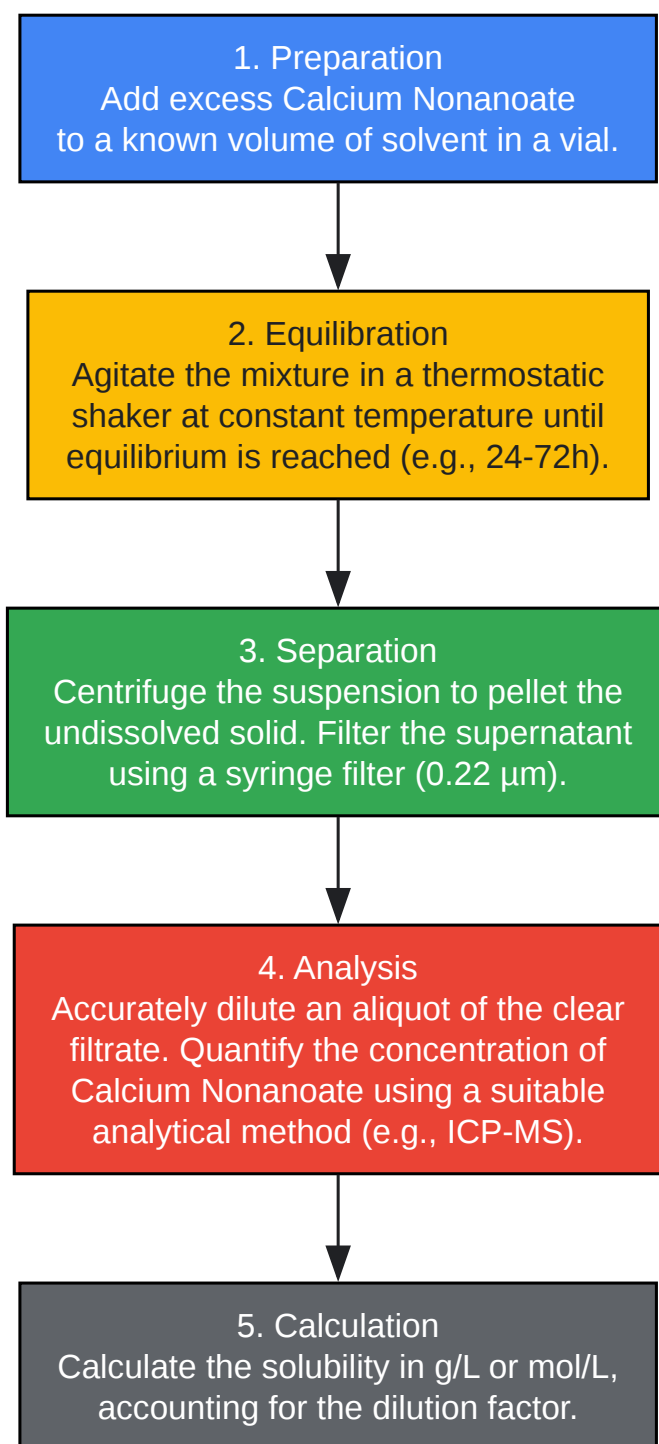 1. Preparation
Add excess Calcium Nonanoate
to a known volume of solvent in a vial.
2. Equilibration
Agitate the mixture in a thermostatic
shaker at constant temperature until
equilibrium is reached (e.g., 24-72h).
3. Separation
Centrifuge the suspension to pellet the
undissolved solid. Filter the supernatant
using a syringe filter (0.22 µm).
4. Analysis
Accurately dilute an aliquot of the clear
filtrate. Quantify the concentration of
Calcium Nonanoate using a suitable
analytical method (e.g., ICP-MS).
5. Calculation
Calculate the solubility in g/L or mol/L,
accounting for the dilution factor.